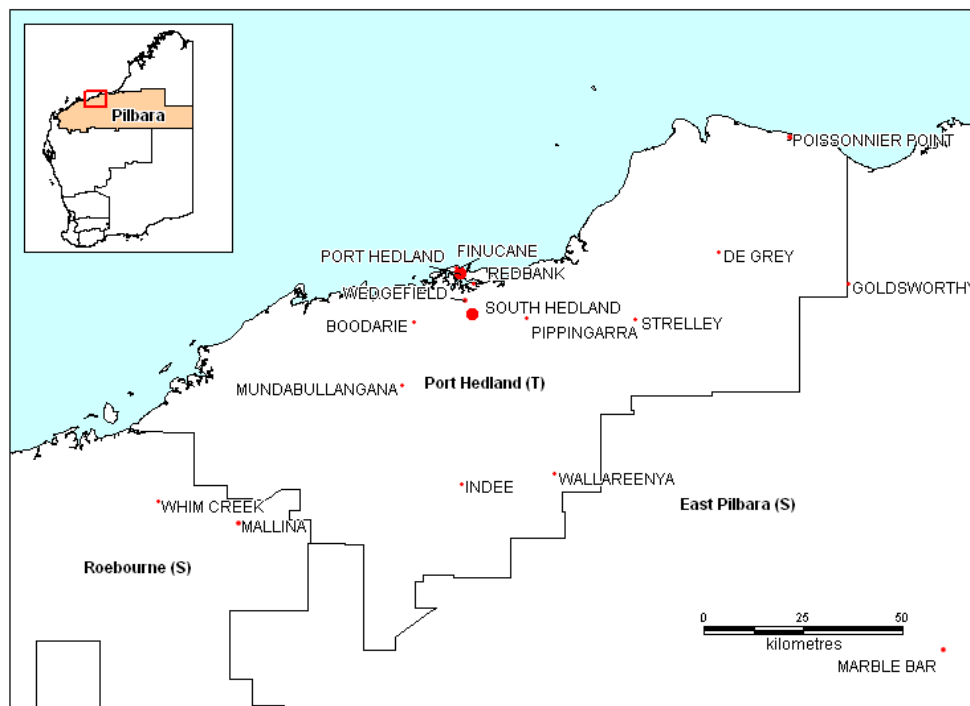 Pilbara
POISSONNIER POINT
PORT HEDLAND
FINUCANE
DE GREY
REDBANK
GOLDSWORTHY
WEDGEFIELD
SOUTH HEDLAND
BOODARIE
PIPPINGARRA
STRELLEY
MUNDABULLANGANA
Port Hedland (T)
WALLAREENYA
INDEE
WHIM CREEK
East Pilbara (S)
MALLINA
Roebourne (S)
0 25 50
kilometres
MARBLE BAR